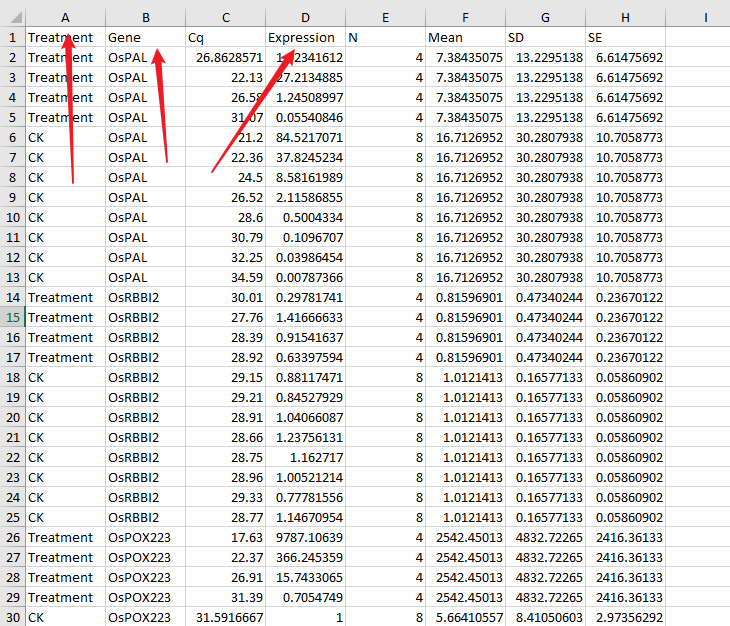 A B C D E F G H I
1 Treatment Gene Cq Expression N Mean SD SE
2 Treatment OsPAL 26.8628571 4 7.38435075 13.2295138 6.61475692
3 Treatment OsPAL 22.13 27.2134885 4 7.38435075 13.2295138 6.61475692
4 Treatment OsPAL 26.58 1.24508997 4 7.38435075 13.2295138 6.61475692
5 Treatment OsPAL 31.07 0.05540846 4 7.38435075 13.2295138 6.61475692
6 CK OsPAL 21.2 84.5217071 8 16.7126952 30.2807938 10.7058773
7 CK OsPAL 22.36 37.8245234 8 16.7126952 30.2807938 10.7058773
8 CK OsPAL 24.5 8.58161989 8 16.7126952 30.2807938 10.7058773
9 CK OsPAL 26.52 2.11586855 8 16.7126952 30.2807938 10.7058773
10 CK OsPAL 28.6 0.5004334 8 16.7126952 30.2807938 10.7058773
11 CK OsPAL 30.79 0.1096707 8 16.7126952 30.2807938 10.7058773
12 CK OsPAL 32.25 0.03986454 8 16.7126952 30.2807938 10.7058773
13 CK OsPAL 34.59 0.00787366 8 16.7126952 30.2807938 10.7058773
14 Treatment OsRBBI2 30.01 0.29781741 4 0.81596901 0.47340244 0.23670122
15 Treatment OsRBBI2 27.76 1.41666633 4 0.81596901 0.47340244 0.23670122
16 Treatment OsRBBI2 28.39 0.91541637 4 0.81596901 0.47340244 0.23670122
17 Treatment OsRBBI2 28.92 0.63397594 4 0.81596901 0.47340244 0.23670122
18 CK OsRBBI2 29.15 0.88117471 8 1.0121413 0.16577133 0.05860902
19 CK OsRBBI2 29.21 0.84527929 8 1.0121413 0.16577133 0.05860902
20 CK OsRBBI2 28.91 1.04066087 8 1.0121413 0.16577133 0.05860902
21 CK OsRBBI2 28.66 1.23756131 8 1.0121413 0.16577133 0.05860902
22 CK OsRBBI2 28.75 1.162717 8 1.0121413 0.16577133 0.05860902
23 CK OsRBBI2 28.96 1.00521214 8 1.0121413 0.16577133 0.05860902
24 CK OsRBBI2 29.33 0.77781556 8 1.0121413 0.16577133 0.05860902
25 CK OsRBBI2 28.77 1.14670954 8 1.0121413 0.16577133 0.05860902
26 Treatment OsPOX223 17.63 9787.10639 4 2542.45013 4832.72265 2416.36133
27 Treatment OsPOX223 22.37 366.245359 4 2542.45013 4832.72265 2416.36133
28 Treatment OsPOX223 26.91 15.7433065 4 2542.45013 4832.72265 2416.36133
29 Treatment OsPOX223 31.39 0.7054749 4 2542.45013 4832.72265 2416.36133
30 CK OsPOX223 31.5916667 1 8 5.66410557 8.41050603 2.97356292